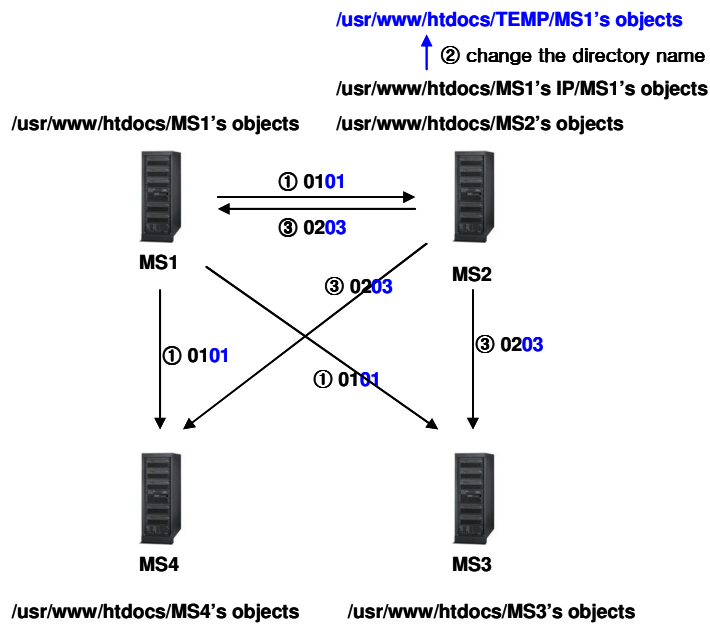 /usr/www/htdocs/TEMP/MS1's objects
② change the directory name
/usr/www/htdocs/MS1's IP/MS1's objects
/usr/www/htdocs/MS1's objects
/usr/www/htdocs/MS2's objects
① 0101
③ 0203
MS1
MS2
③ 0203
③ 0203
① 0101
① 0101
MS4
MS3
/usr/www/htdocs/MS4's objects
/usr/www/htdocs/MS3's objects